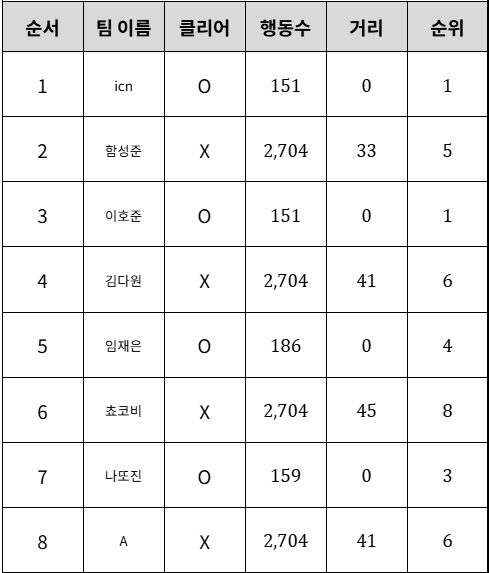 순서 팀 이름 클리어 행동수 거리 순위
1 icn O 151 0 1
2 함성준 X 2,704 33 5
3 이호준 O 151 0 1
4 김다원 X 2,704 41 6
5 임재은 O 186 0 4
6 쵸코비 X 2,704 45 8
7 나또진 O 159 0 3
8 A X 2,704 41 6